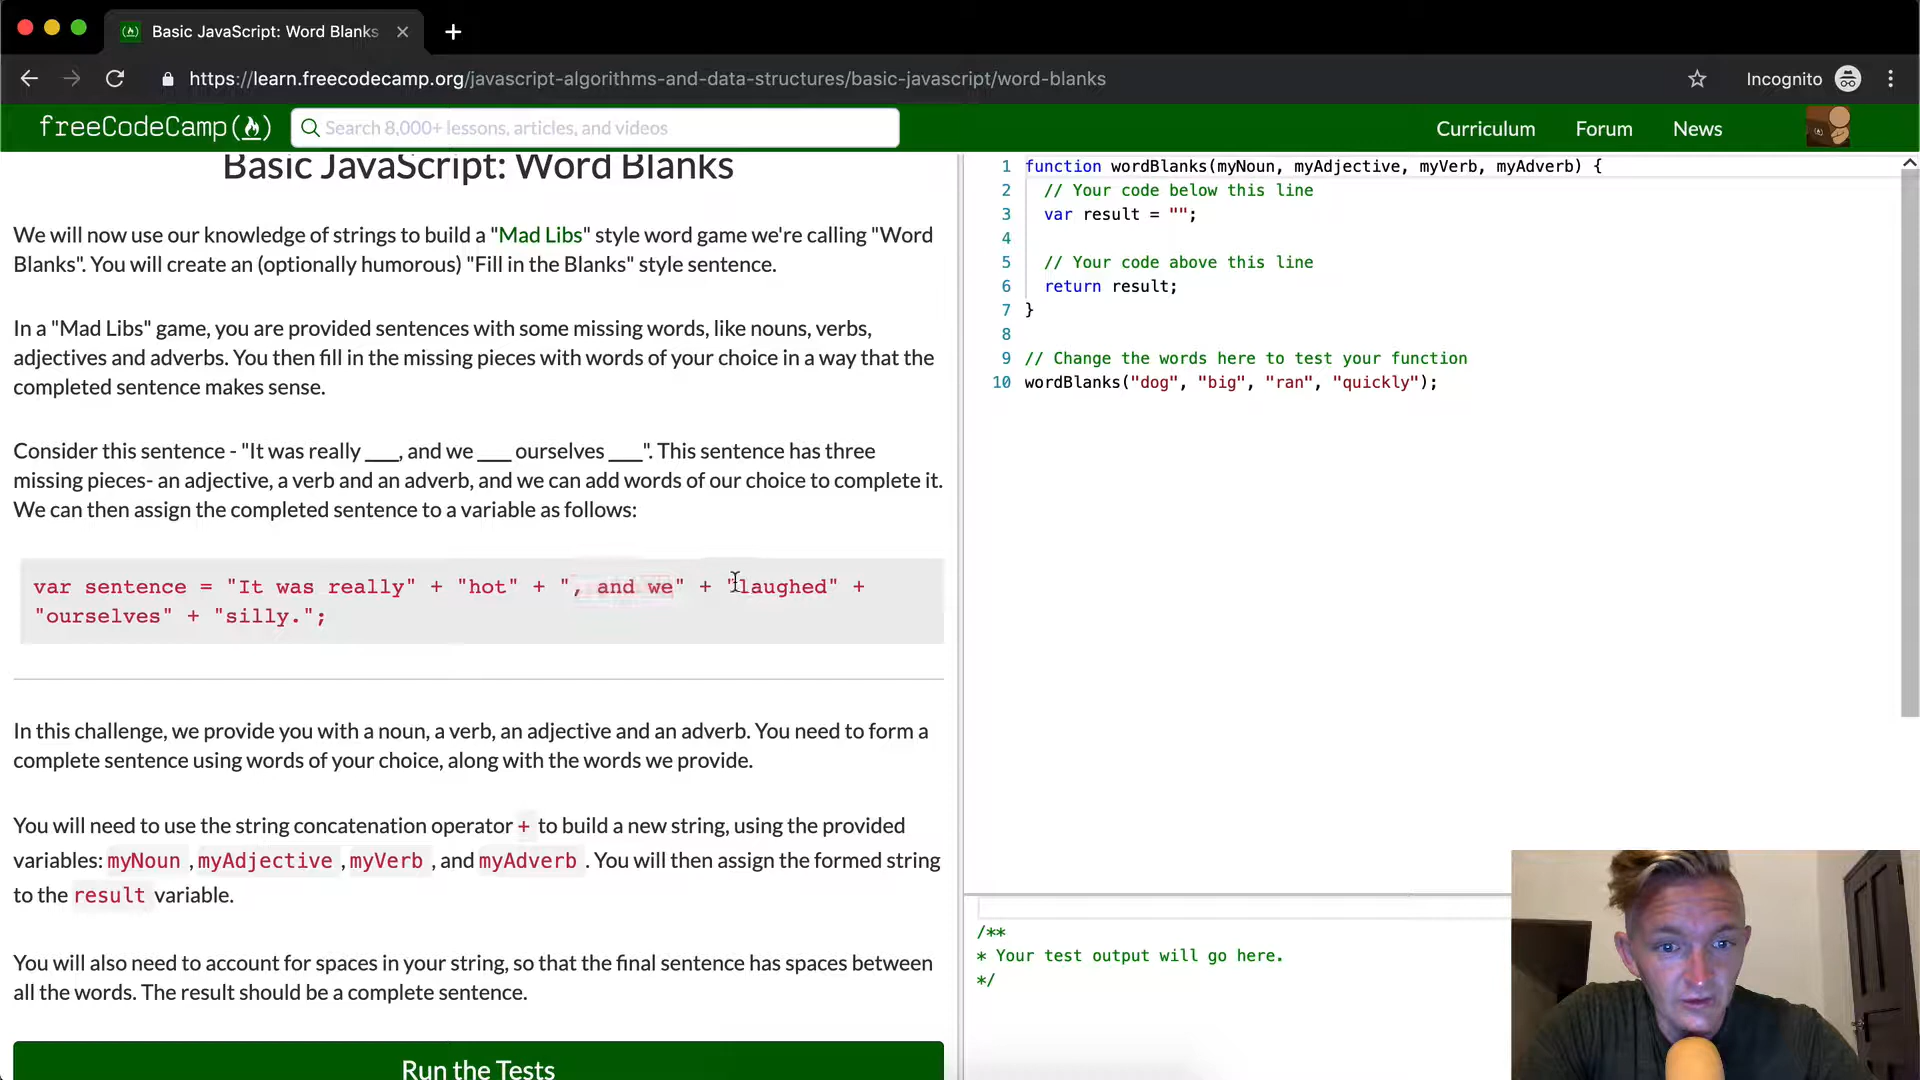 Basic JavaScript: Word Blanks
https://learn.freecodecamp.org/javascript-algorithms-and-data-structures/basic-javascript/word-blanks
Incognito
freeCodeCamp
Search 8,000+ lessons, articles, and videos
Curriculum
Forum
News
Basic JavaScript: Word Blanks
We will now use our knowledge of strings to build a "Mad Libs" style word game we're calling "Word
Blanks". You will create an (optionally humorous) "Fill in the Blanks" style sentence.
In a "Mad Libs" game, you are provided sentences with some missing words, like nouns, verbs,
adjectives and adverbs. You then fill in the missing pieces with words of your choice in a way that the
completed sentence makes sense.
Consider this sentence - "It was really ___, and we ___ ourselves ___". This sentence has three
missing pieces- an adjective, a verb and an adverb, and we can add words of our choice to complete it.
We can then assign the completed sentence to a variable as follows:
var sentence = "It was really" + "hot" + ", and we" + "laughed" +
"ourselves" + "silly.";
In this challenge, we provide you with a noun, a verb, an adjective and an adverb. You need to form a
complete sentence using words of your choice, along with the words we provide.
You will need to use the string concatenation operator + to build a new string, using the provided
variables: myNoun , myAdjective , myVerb , and myAdverb . You will then assign the formed string
to the result variable.
You will also need to account for spaces in your string, so that the final sentence has spaces between
all the words. The result should be a complete sentence.
Run the Tests
1 function wordBlanks(myNoun, myAdjective, myVerb, myAdverb) {
2 // Your code below this line
3 var result = "";
4
5 // Your code above this line
6 return result;
7 }
8
9 // Change the words here to test your function
10 wordBlanks("dog", "big", "ran", "quickly");
/**
* Your test output will go here.
*/